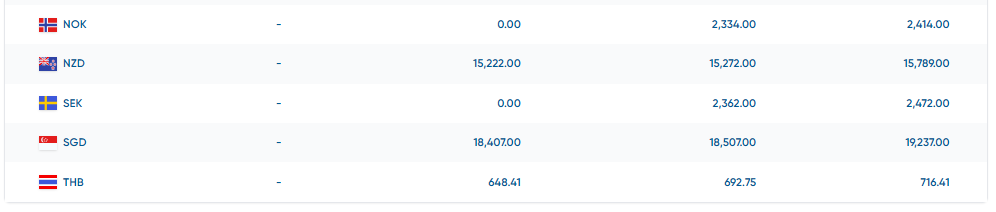 NOK - 0.00 2,334.00 2,414.00
NZD - 15,222.00 15,272.00 15,789.00
SEK - 0.00 2,362.00 2,472.00
SGD - 18,407.00 18,507.00 19,237.00
THB - 648.41 692.75 716.41